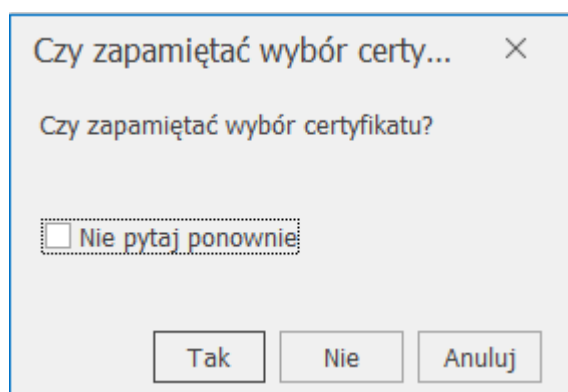 Czy zapamiętać wybór certy...
Czy zapamiętać wybór certyfikatu?
Nie pytaj ponownie
Tak Nie Anuluj